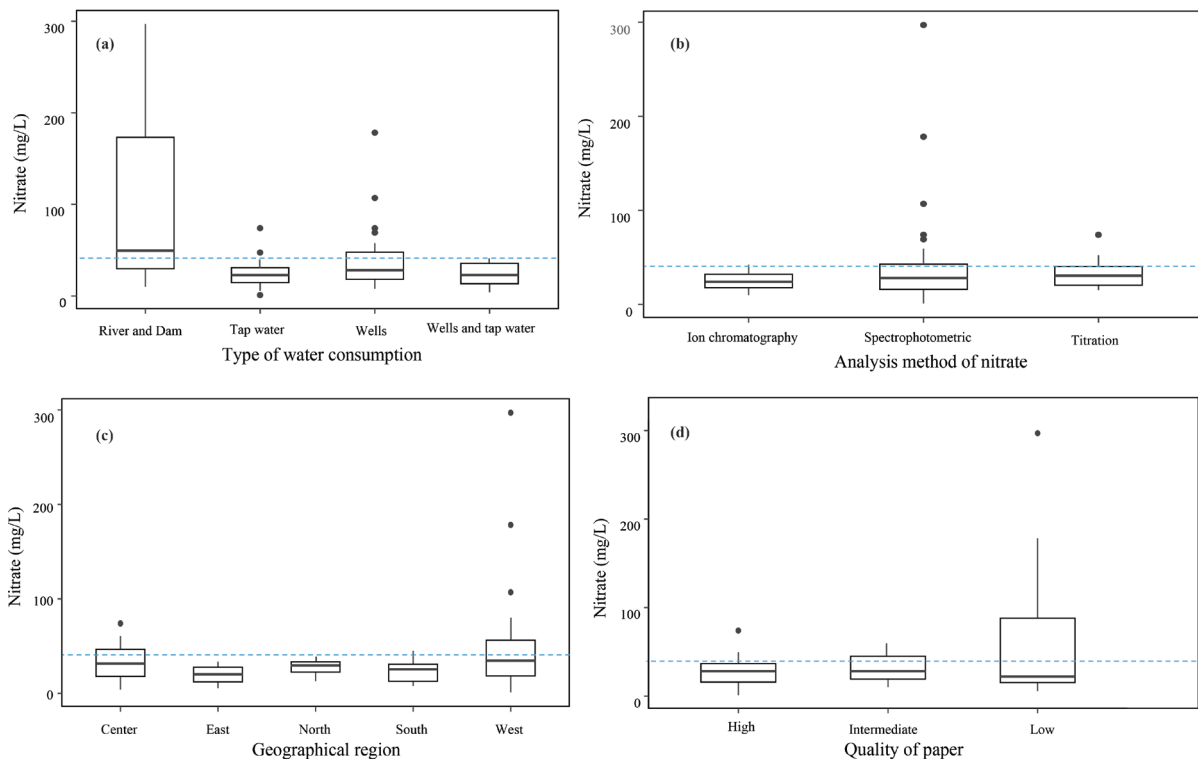 (a)
Nitrate (mg/L)
300
200
100
0
River and Dam
Tap water
Wells
Wells and tap water
Type of water consumption
(b)
Nitrate (mg/L)
300
200
100
0
Ion chromatography
Spectrophotometric
Titration
Analysis method of nitrate
(c)
Nitrate (mg/L)
300
200
100
0
Center
East
North
South
West
Geographical region
(d)
Nitrate (mg/L)
300
200
100
0
High
Intermediate
Low
Quality of paper